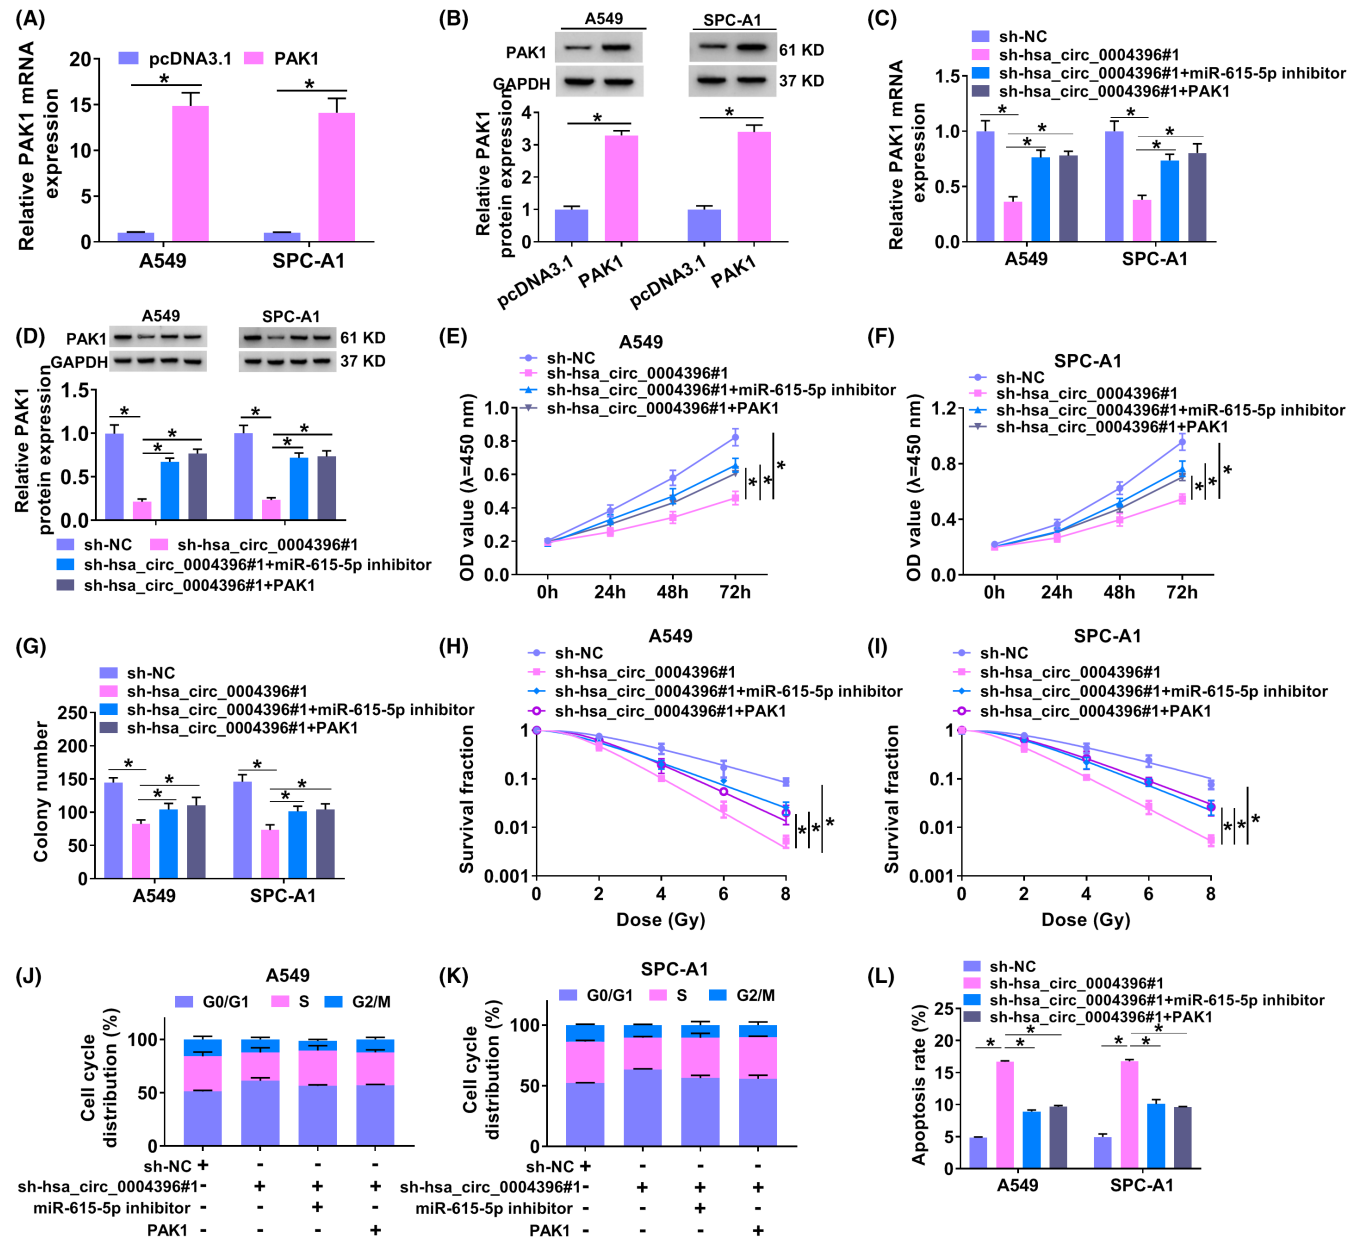 (A)
pcDNA3.1 PAK1
Relative PAK1 mRNA
expression
20
15
10
5
0
*
*
A549 SPC-A1
(B)
A549 SPC-A1
PAK1 61 KD
GAPDH 37 KD
Relative PAK1
protein expression
4
3
2
1
0
*
*
pcDNA3.1 PAK1 pcDNA3.1 PAK1
(C)
sh-NC
sh-hsa_circ_0004396#1
sh-hsa_circ_0004396#1+miR-615-5p inhibitor
sh-hsa_circ_0004396#1+PAK1
Relative PAK1 mRNA
expression
1.5
1.0
0.5
0.0
* * *
* * *
A549 SPC-A1
(D)
A549 SPC-A1
PAK1 61 KD
GAPDH 37 KD
Relative PAK1
protein expression
1.5
1.0
0.5
0.0
* * *
* * *
sh-NC sh-hsa_circ_0004396#1
sh-hsa_circ_0004396#1+miR-615-5p inhibitor
sh-hsa_circ_0004396#1+PAK1
(E)
A549
sh-NC
sh-hsa_circ_0004396#1
sh-hsa_circ_0004396#1+miR-615-5p inhibitor
sh-hsa_circ_0004396#1+PAK1
OD value (λ=450 nm)
1.0
0.8
0.6
0.4
0.2
0.0
* * *
0h 24h 48h 72h
(F)
SPC-A1
sh-NC
sh-hsa_circ_0004396#1
sh-hsa_circ_0004396#1+miR-615-5p inhibitor
sh-hsa_circ_0004396#1+PAK1
OD value (λ=450 nm)
1.2
0.8
0.4
0.0
* * *
0h 24h 48h 72h
(G)
sh-NC
sh-hsa_circ_0004396#1
sh-hsa_circ_0004396#1+miR-615-5p inhibitor
sh-hsa_circ_0004396#1+PAK1
Colony number
250
200
150
100
50
0
* * *
* * *
A549 SPC-A1
(H)
A549
sh-NC
sh-hsa_circ_0004396#1
sh-hsa_circ_0004396#1+miR-615-5p inhibitor
sh-hsa_circ_0004396#1+PAK1
Survival fraction
1
0.1
0.01
0.001
* * *
0 2 4 6 8
Dose (Gy)
(I)
SPC-A1
sh-NC
sh-hsa_circ_0004396#1
sh-hsa_circ_0004396#1+miR-615-5p inhibitor
sh-hsa_circ_0004396#1+PAK1
Survival fraction
1
0.1
0.01
0.001
* * *
0 2 4 6 8
Dose (Gy)
(J)
A549
G0/G1 S G2/M
Cell cycle
distribution (%)
100
50
0
sh-NC + - - -
sh-hsa_circ_0004396#1 - + + +
miR-615-5p inhibitor - - + -
PAK1 - - - +
(K)
SPC-A1
G0/G1 S G2/M
Cell cycle
distribution (%)
100
50
0
sh-NC + - - -
sh-hsa_circ_0004396#1 - + + +
miR-615-5p inhibitor - - + -
PAK1 - - - +
(L)
sh-NC
sh-hsa_circ_0004396#1
sh-hsa_circ_0004396#1+miR-615-5p inhibitor
sh-hsa_circ_0004396#1+PAK1
Apoptosis rate (%)
25
20
15
10
5
0
* * *
* * *
A549 SPC-A1